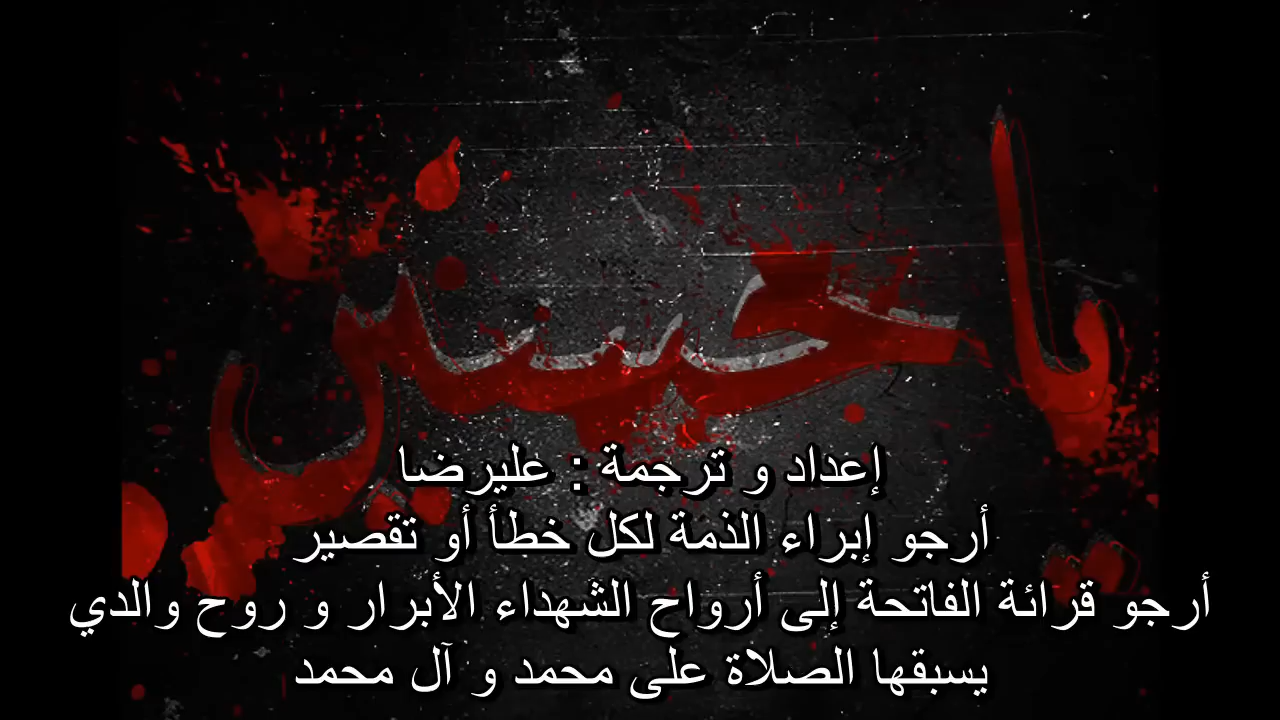 يا حسين
إعداد و ترجمة : عليرضا
أرجو إبراء الذمة لكل خطأ أو تقصير
أرجو قرائة الفاتحة إلى أرواح الشهداء الأبرار و روح والدي
يسبقها الصلاة على محمد و آل محمد